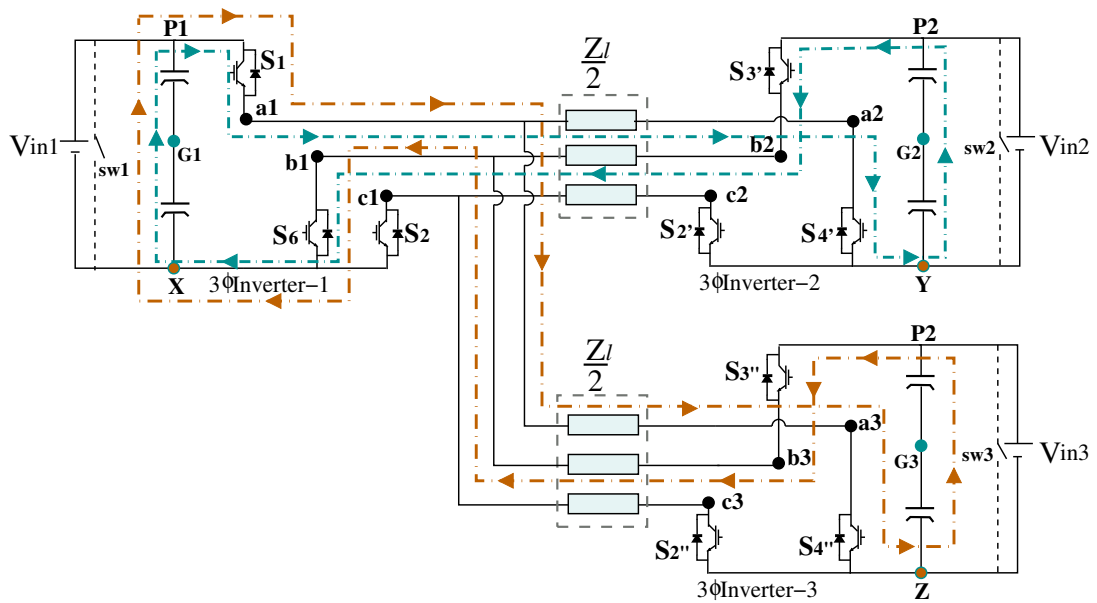 P1
S1
Zl
2
S3'
P2
a1
a2
Vin1
sw1
G1
b1
b2
G2
sw2
Vin2
c1
c2
S6
S2
S2'
S4'
X
3ϕInverter-1
3ϕInverter-2
Y
P2
Zl
2
S3"
a3
b3
G3
sw3
Vin3
c3
S2"
S4"
3ϕInverter-3
Z